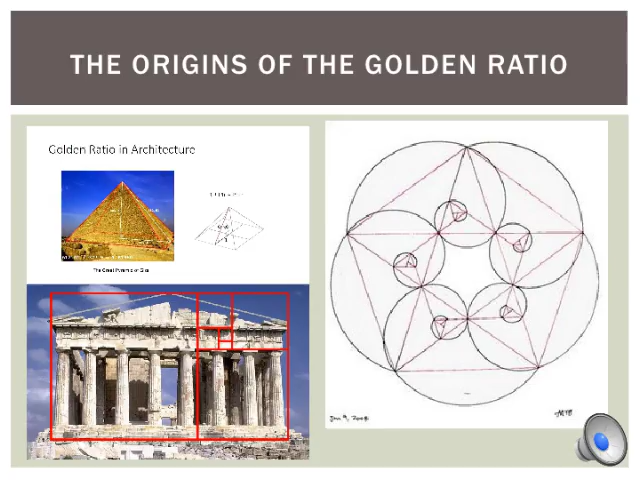 THE ORIGINS OF THE GOLDEN RATIO
Golden Ratio in Architecture
The Great Pyramid of Giza